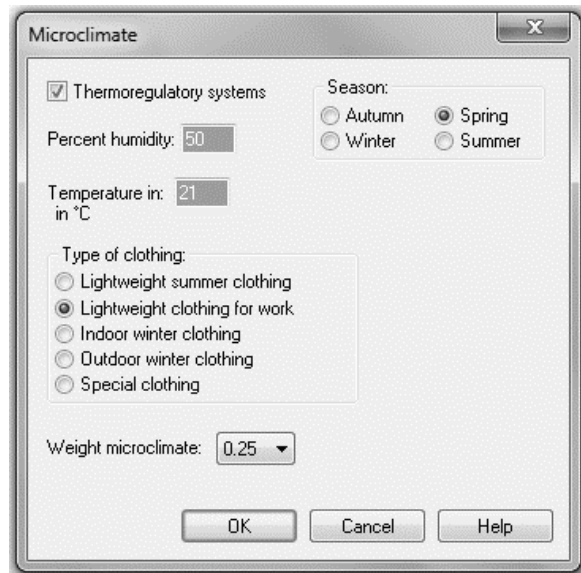 Microclimate
x
Thermoregulatory systems
Season:
Autumn Spring
Winter Summer
Percent humidity: 50
Temperature in: 21
in °C
Type of clothing:
Lightweight summer clothing
Lightweight clothing for work
Indoor winter clothing
Outdoor winter clothing
Special clothing
Weight microclimate: 0.25
OK Cancel Help